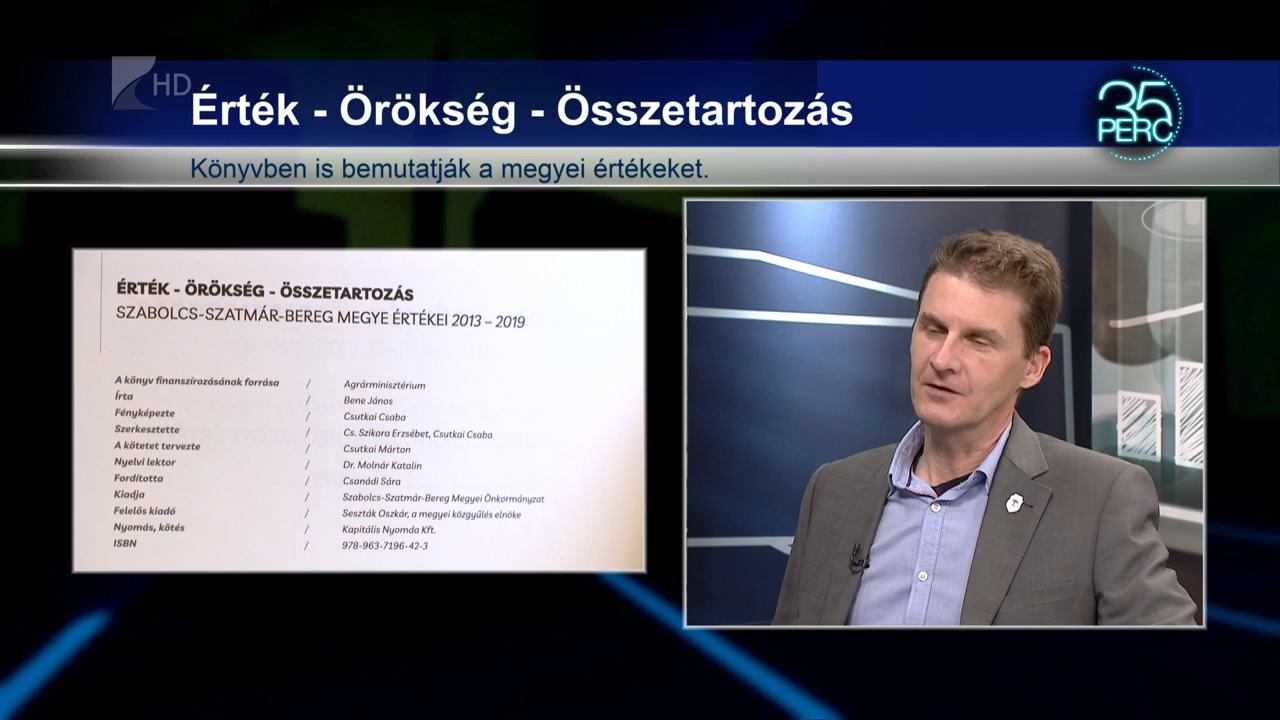 HD
Érték - Örökség - Összetartozás
35
PERC
Könyvben is bemutatják a megyei értékeket.
ÉRTÉK - ÖRÖKSÉG - ÖSSZETARTOZÁS
SZABOLCS-SZATMÁR-BEREG MEGYE ÉRTÉKEI 2013 – 2019
A könyv finanszírozásának forrása / Agrárminisztérium
Írta / Bene János
Fényképezte / Csutkai Csaba
Szerkesztette / Cs. Szikora Erzsébet, Csutkai Csaba
A kötetet tervezte / Csutkai Márton
Nyelvi lektor / Dr. Molnár Katalin
Fordította / Csanádi Sára
Kiadja / Szabolcs-Szatmár-Bereg Megyei Önkormányzat
Felelős kiadó / Seszták Oszkár, a megyei közgyűlés elnöke
Nyomás, kötés / Kapitális Nyomda Kft.
ISBN / 978-963-7196-42-3